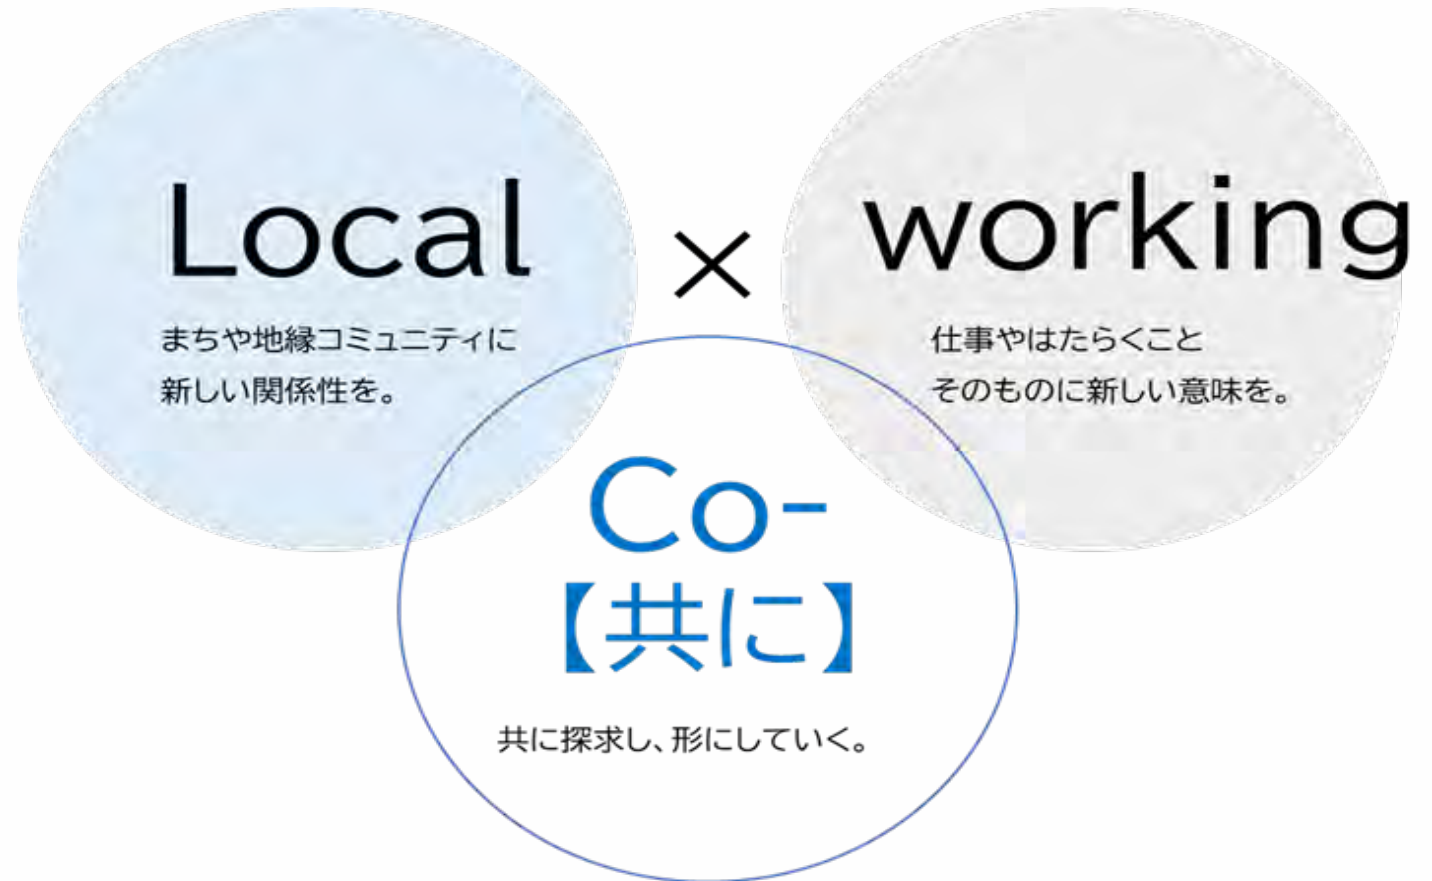 Local
×
working
まちや地縁コミュニティに
新しい関係性を。
仕事やはたらくこと
そのものに新しい意味を。
Co-
【共に】
共に探求し、形にしていく。